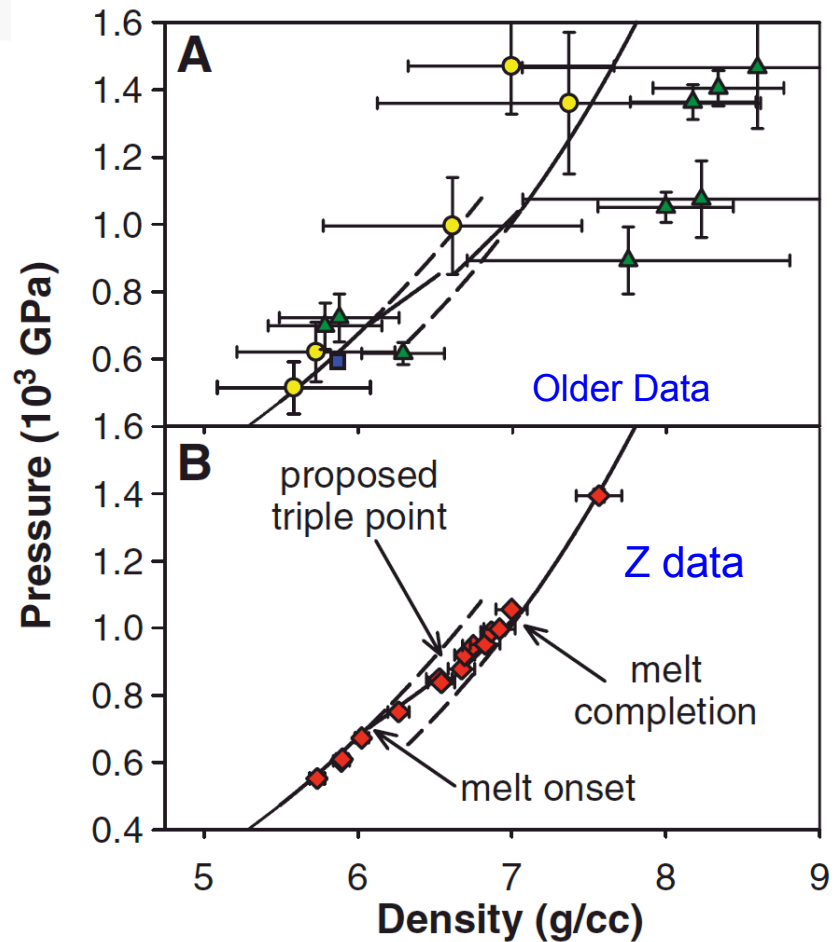 A
1.6
1.4
1.2
1.0
0.8
0.6
Older Data
Pressure (10³ GPa)
B
1.6
1.4
1.2
1.0
0.8
0.6
0.4
proposed
triple point
Z data
melt
completion
melt onset
5 6 7 8 9
Density (g/cc)